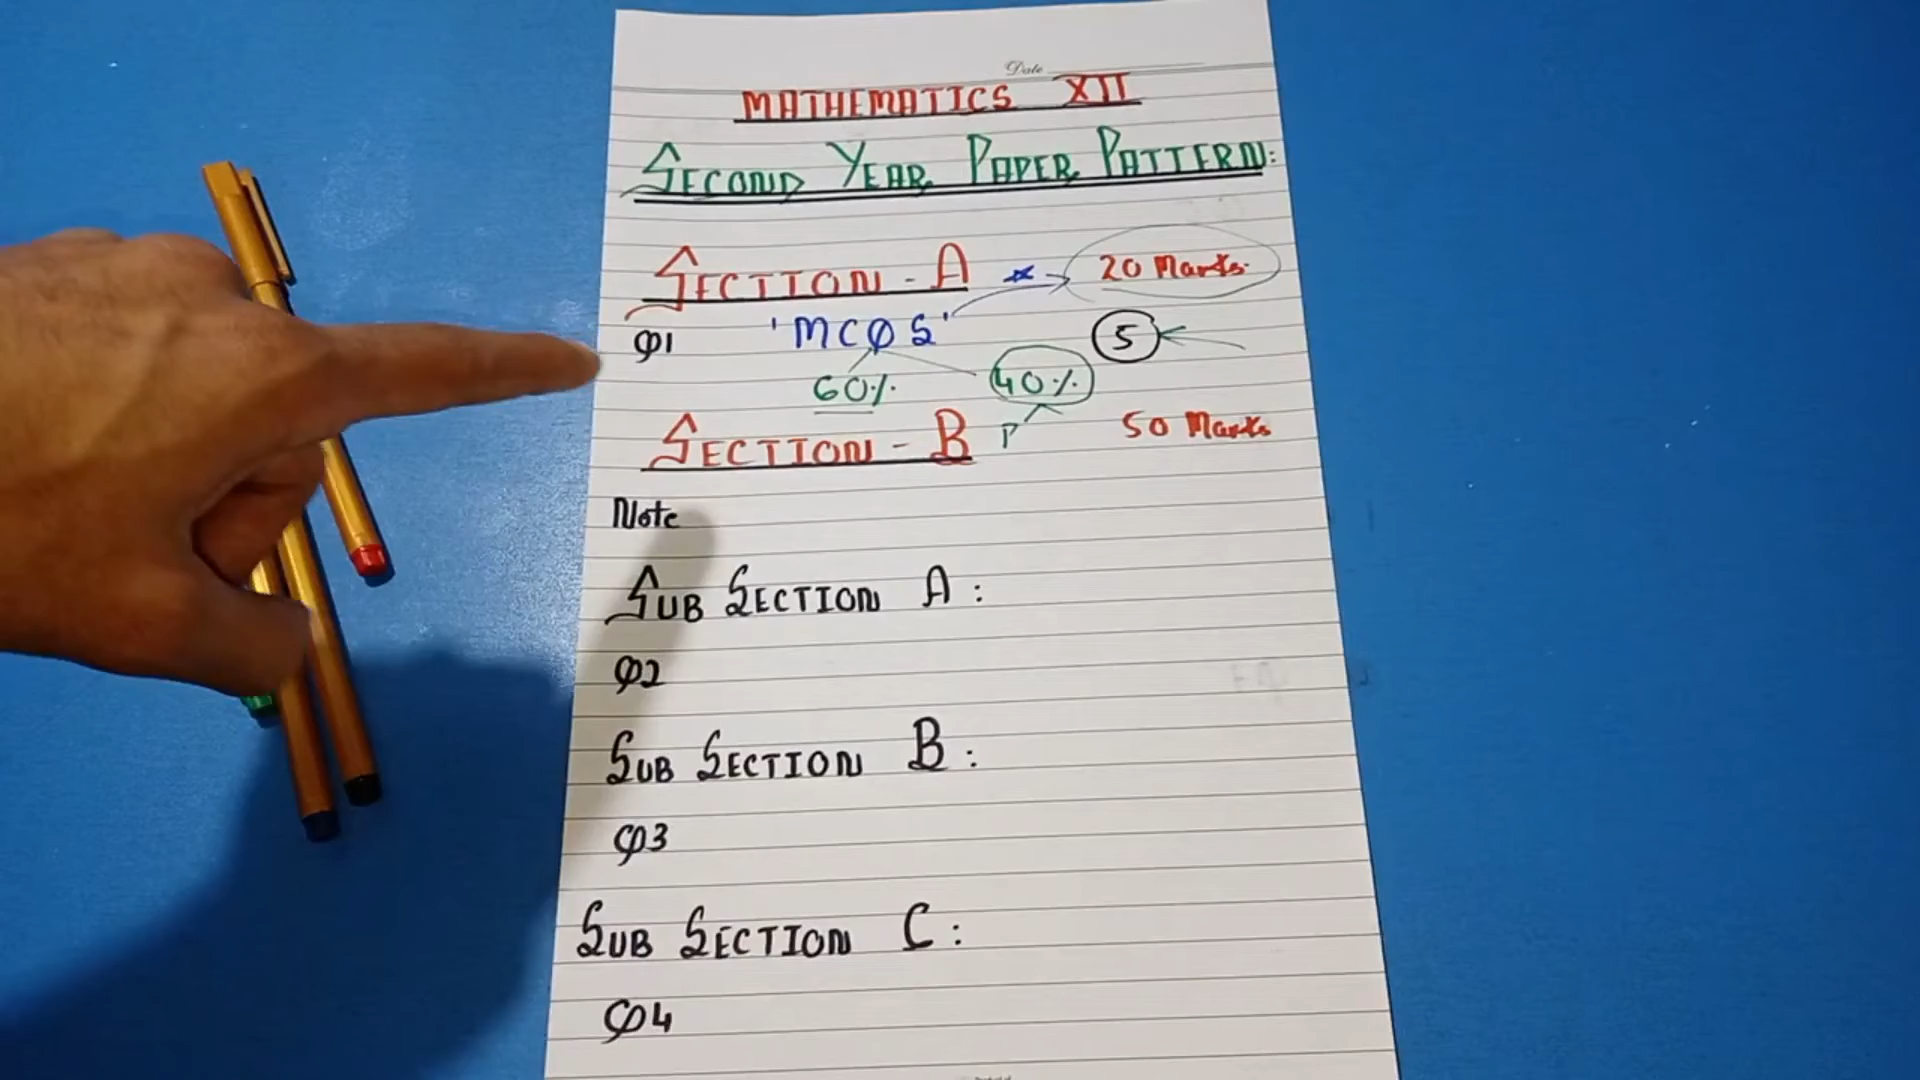 Date
MATHEMATICS XII
SECOND YEAR PAPER PATTERN:
SECTION - A * 20 Marks
Q1 'MCQS' 5
60% 40%
SECTION - B P 50 Marks
Note
SUB SECTION A:
Q2
SUB SECTION B:
Q3
SUB SECTION C:
Q4